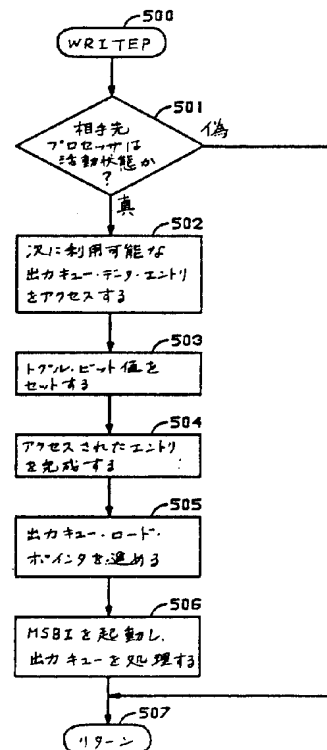 500
WRITEP
501
相手先
プロセッサは
活動状態か
?
偽
真
502
次に利用可能な
出力キュー・データ・エントリ
をアクセスする
503
トグル・ビット値を
セットする
504
アクセスされたエントリ
を完成する
505
出力キュー・ロード・
ポインタを進める
506
MSBIを起動し、
出力キューを処理する
507
リターン